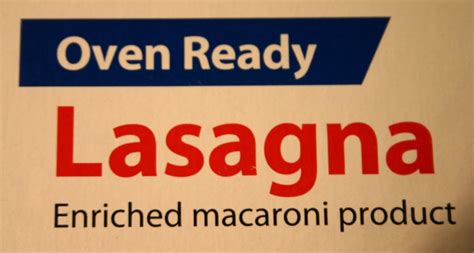 Oven Ready
Lasagna
Enriched macaroni product